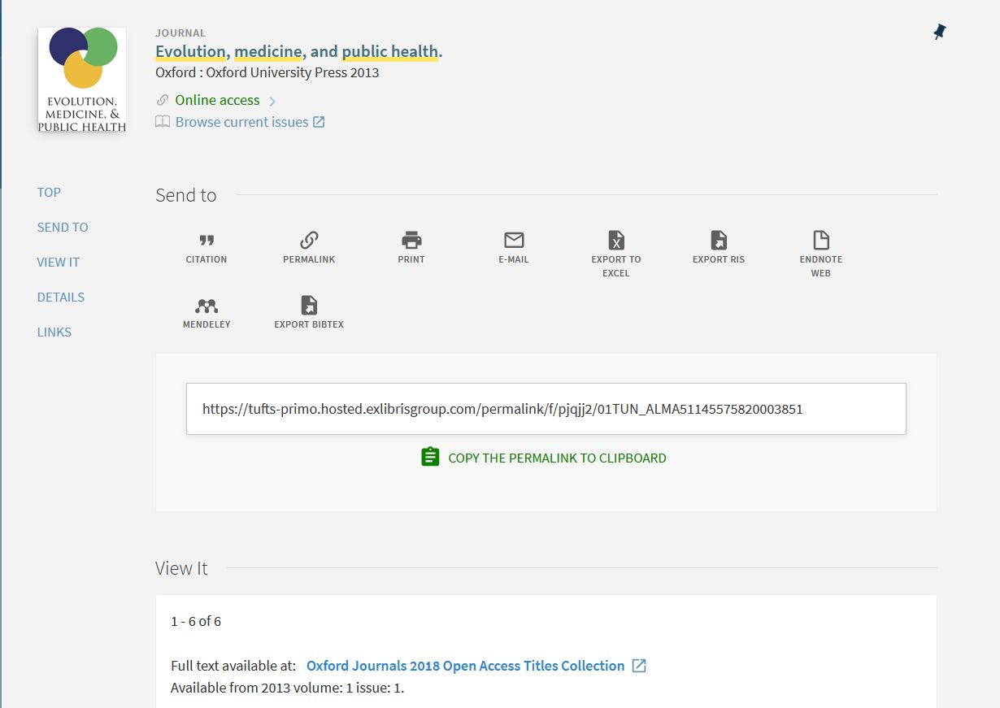 JOURNAL
Evolution, medicine, and public health.
Oxford : Oxford University Press 2013
Online access
Browse current issues
EVOLUTION,
MEDICINE, &
PUBLIC HEALTH
TOP
SEND TO
VIEW IT
DETAILS
LINKS
Send to
CITATION
PERMALINK
PRINT
E-MAIL
EXPORT TO
EXCEL
EXPORT RIS
ENDNOTE
WEB
MENDELEY
EXPORT BIBTEX
https://tufts-primo.hosted.exlibrisgroup.com/permalink/f/pjqjj2/01TUN_ALMA51145575820003851
COPY THE PERMALINK TO CLIPBOARD
View It
1 - 6 of 6
Full text available at: Oxford Journals 2018 Open Access Titles Collection
Available from 2013 volume: 1 issue: 1.